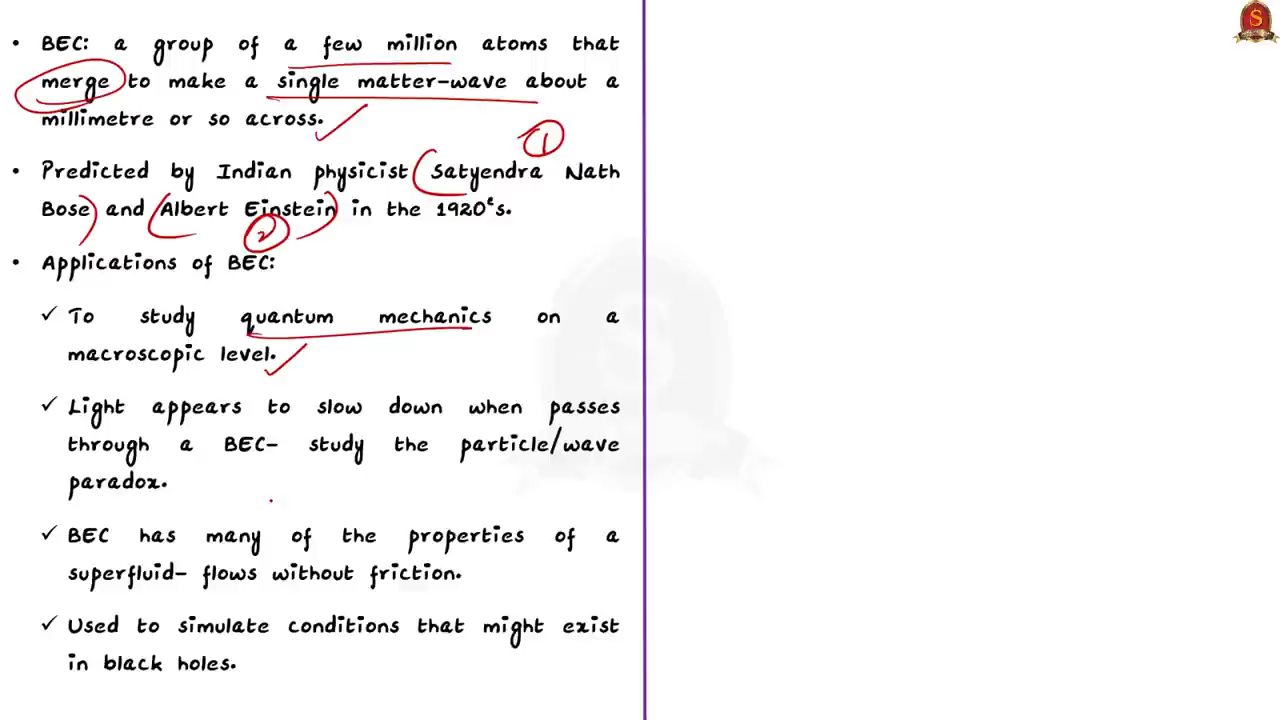 • BEC: a group of a few million atoms that
merge to make a single matter-wave about a
millimetre or so across.
1
• Predicted by Indian physicist Satyendra Nath
Bose and Albert Einstein in the 1920's.
2
• Applications of BEC:
✓ To study quantum mechanics on a
macroscopic level.
✓ Light appears to slow down when passes
through a BEC- study the particle/wave
paradox.
✓ BEC has many of the properties of a
superfluid- flows without friction.
✓ Used to simulate conditions that might exist
in black holes.
S